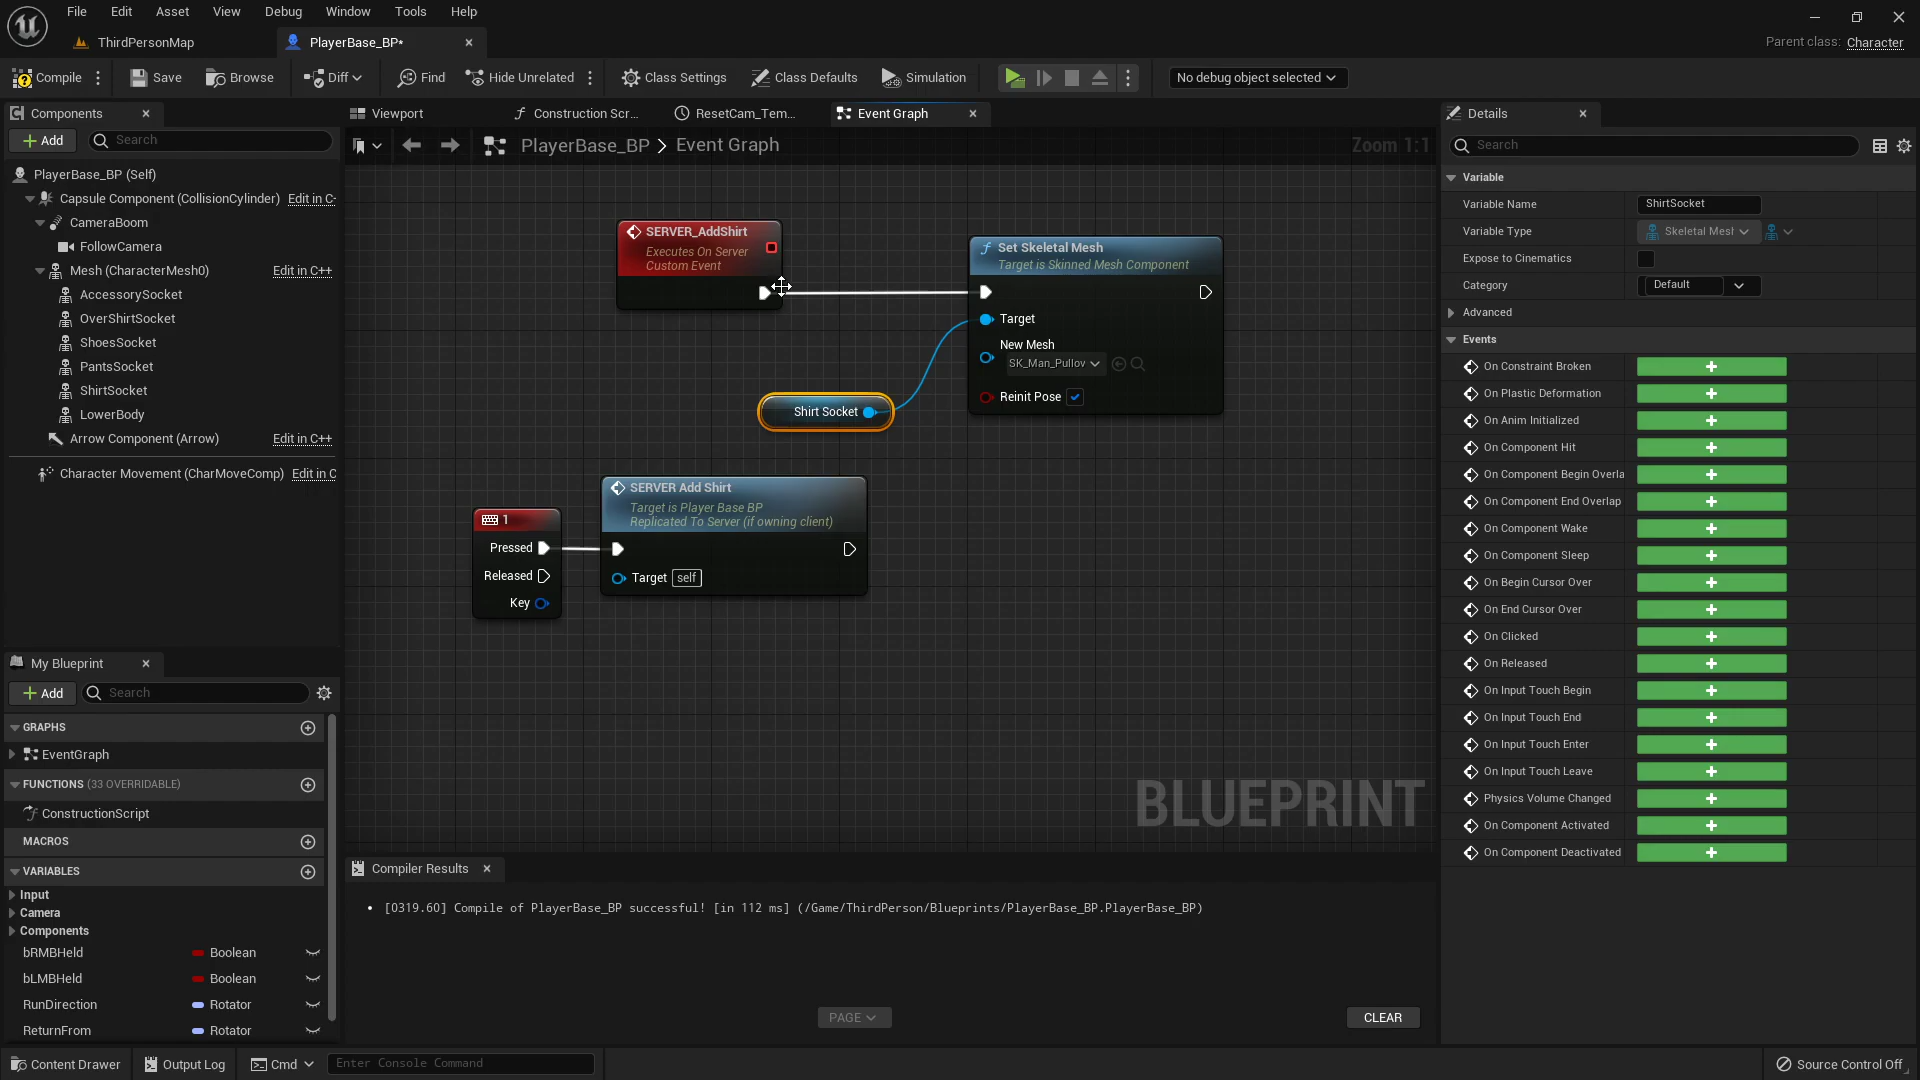 File Edit Asset View Debug Window Tools Help
ThirdPersonMap
PlayerBase_BP*
Parent class: Character
Compile
Save
Browse
Diff
Find
Hide Unrelated
Class Settings
Class Defaults
Simulation
No debug object selected
Components
Add
Search
PlayerBase_BP (Self)
Capsule Component (CollisionCylinder) Edit in C-
CameraBoom
FollowCamera
Mesh (CharacterMesh0) Edit in C++
AccessorySocket
OverShirtSocket
ShoesSocket
PantsSocket
ShirtSocket
LowerBody
Arrow Component (Arrow) Edit in C++
Character Movement (CharMoveComp) Edit in C
My Blueprint
Add
Search
GRAPHS
EventGraph
FUNCTIONS (33 OVERRIDABLE)
ConstructionScript
MACROS
VARIABLES
Input
Camera
Components
bRMBHeld Boolean
bLMBHeld Boolean
RunDirection Rotator
ReturnFrom Rotator
Viewport
Construction Scr...
ResetCam_Tem...
Event Graph
PlayerBase_BP > Event Graph
Zoom 1:1
SERVER_AddShirt
Executes On Server
Custom Event
Set Skeletal Mesh
Target is Skinned Mesh Component
Target
New Mesh
SK_Man_Pullov
Reinit Pose
Shirt Socket
SERVER Add Shirt
Target is Player Base BP
Replicated To Server (if owning client)
Target self
1
Pressed
Released
Key
BLUEPRINT
Compiler Results
[0319.60] Compile of PlayerBase_BP successful! [in 112 ms] (/Game/ThirdPerson/Blueprints/PlayerBase_BP.PlayerBase_BP)
PAGE
CLEAR
Details
Search
Variable
Variable Name ShirtSocket
Variable Type Skeletal Mesh
Expose to Cinematics
Category Default
Advanced
Events
On Constraint Broken
On Plastic Deformation
On Anim Initialized
On Component Hit
On Component Begin Overla
On Component End Overlap
On Component Wake
On Component Sleep
On Begin Cursor Over
On End Cursor Over
On Clicked
On Released
On Input Touch Begin
On Input Touch End
On Input Touch Enter
On Input Touch Leave
Physics Volume Changed
On Component Activated
On Component Deactivated
Content Drawer
Output Log
Cmd
Enter Console Command
Source Control Off